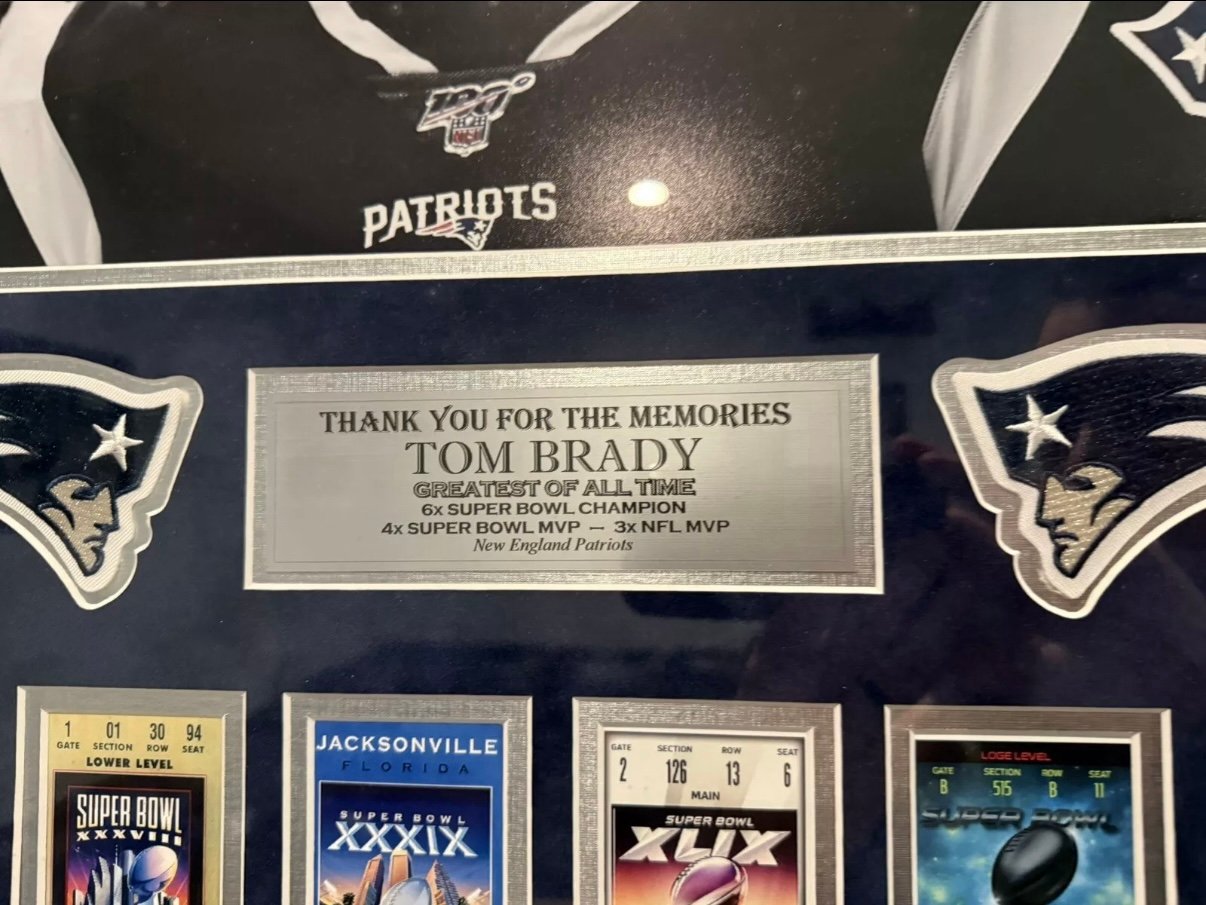 100
NFL
PATRIOTS
THANK YOU FOR THE MEMORIES
TOM BRADY
GREATEST OF ALL TIME
6x SUPER BOWL CHAMPION
4x SUPER BOWL MVP — 3x NFL MVP
New England Patriots
1 01 30 94
GATE SECTION ROW SEAT
LOWER LEVEL
SUPER BOWL
XXXVIII
JACKSONVILLE
FLORIDA
SUPER BOWL
XXXIX
GATE SECTION ROW SEAT
2 126 13 6
MAIN
SUPER BOWL
XLIX
LOGE LEVEL
GATE SECTION ROW SEAT
B 515 B 11
SUPER BOWL